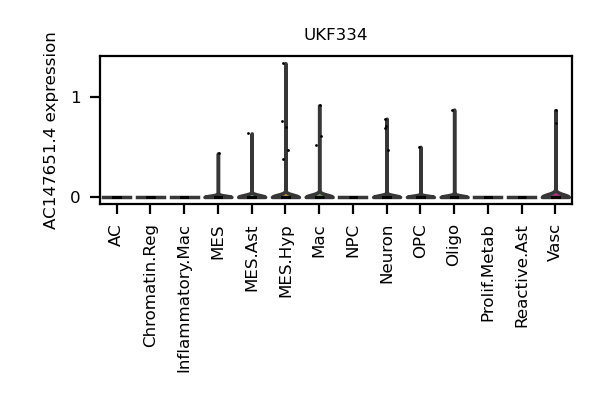 UKF334
AC147651.4 expression
1
0
AC
Chromatin.Reg
Inflammatory.Mac
MES
MES.Ast
MES.Hyp
Mac
NPC
Neuron
OPC
Oligo
Prolif.Metab
Reactive.Ast
Vasc